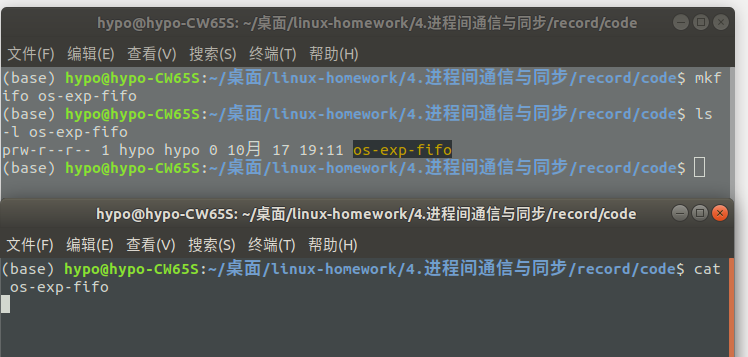 hypo@hypo-CW65S: ~/桌面/linux-homework/4.进程间通信与同步/record/code
文件(F) 编辑(E) 查看(V) 搜索(S) 终端(T) 帮助(H)
(base) hypo@hypo-CW65S:~/桌面/linux-homework/4.进程间通信与同步/record/code$ mkf
ifo os-exp-fifo
(base) hypo@hypo-CW65S:~/桌面/linux-homework/4.进程间通信与同步/record/code$ ls
-l os-exp-fifo
prw-r--r-- 1 hypo hypo 0 10月 17 19:11 os-exp-fifo
(base) hypo@hypo-CW65S:~/桌面/linux-homework/4.进程间通信与同步/record/code$
hypo@hypo-CW65S: ~/桌面/linux-homework/4.进程间通信与同步/record/code
文件(F) 编辑(E) 查看(V) 搜索(S) 终端(T) 帮助(H)
(base) hypo@hypo-CW65S:~/桌面/linux-homework/4.进程间通信与同步/record/code$ cat
os-exp-fifo